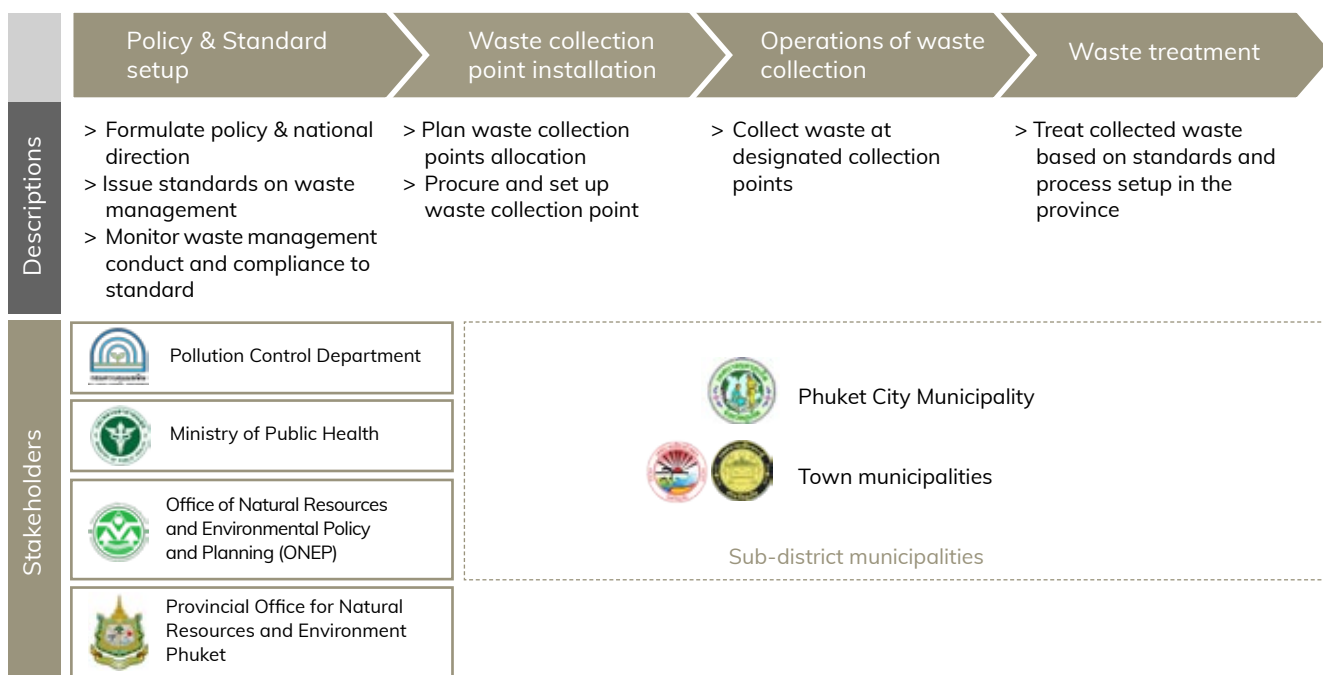 Policy & Standard
setup
Waste collection
point installation
Operations of waste
collection
Waste treatment
Descriptions
> Formulate policy & national
direction
> Issue standards on waste
management
> Monitor waste management
conduct and compliance to
standard
> Plan waste collection
points allocation
> Procure and set up
waste collection point
> Collect waste at
designated collection
points
> Treat collected waste
based on standards and
process setup in the
province
Stakeholders
Pollution Control Department
Ministry of Public Health
Office of Natural Resources
and Environmental Policy
and Planning (ONEP)
Provincial Office for Natural
Resources and Environment
Phuket
Phuket City Municipality
Town municipalities
Sub-district municipalities